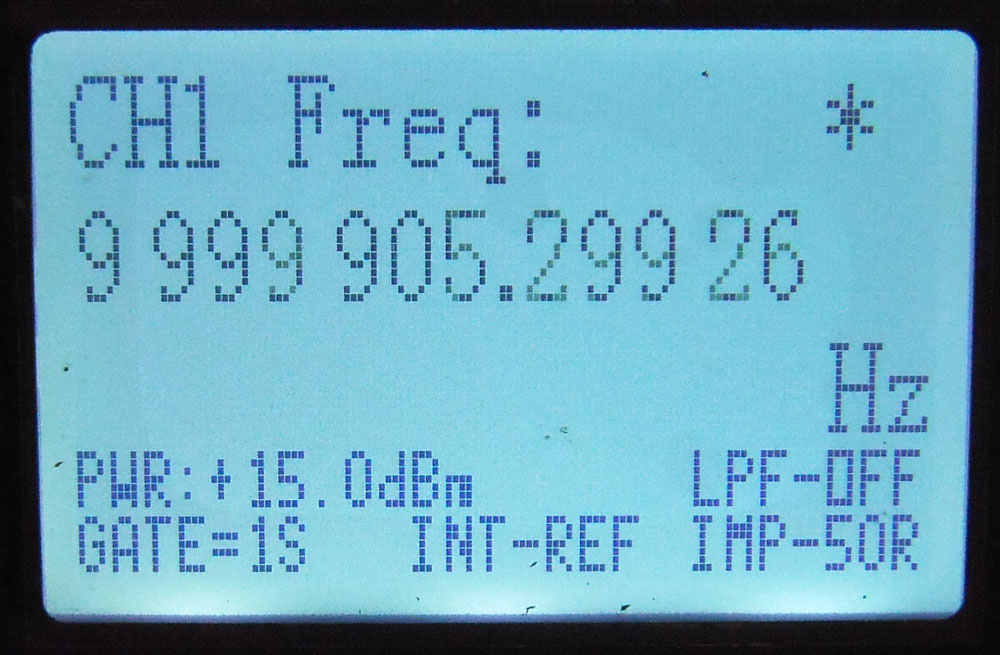 CH1 Freq: *
9 999 905.299 26
Hz
PWR:+15.0dBm LPF-OFF
GATE=1S INT-REF IMP-50R